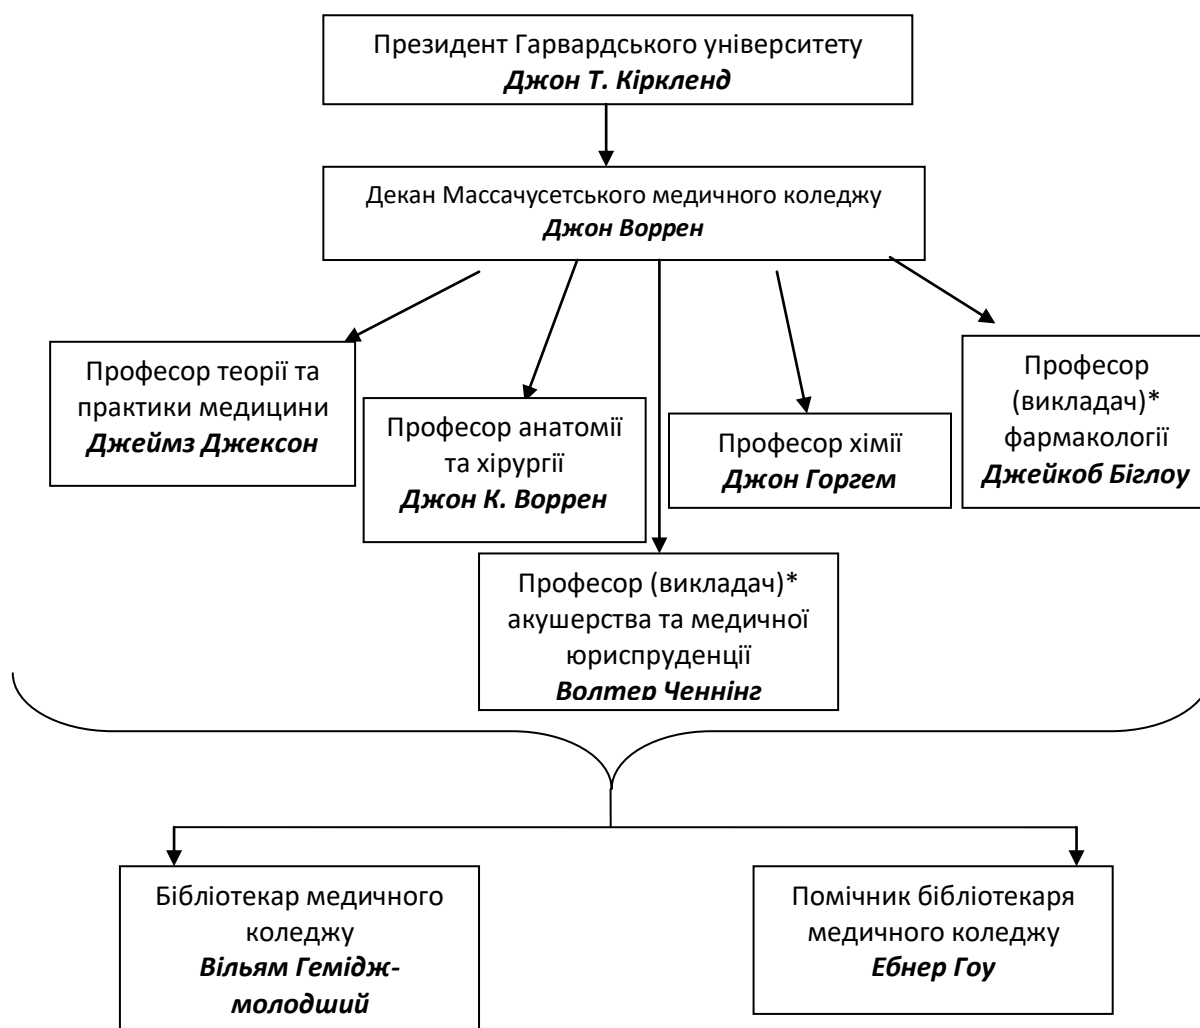 Президент Гарвардського університету
Джон Т. Кіркленд
Декан Массачусетського медичного коледжу
Джон Воррен
Професор теорії та
практики медицини
Джеймз Джексон
Професор анатомії
та хірургії
Джон К. Воррен
Професор хімії
Джон Горгем
Професор
(викладач)*
фармакології
Джейкоб Біглоу
Професор (викладач)*
акушерства та медичної
юриспруденції
Волтер Ченнінг
Бібліотекар медичного
коледжу
Вільям Гемідж-
молодший
Помічник бібліотекаря
медичного коледжу
Ебнер Гоу